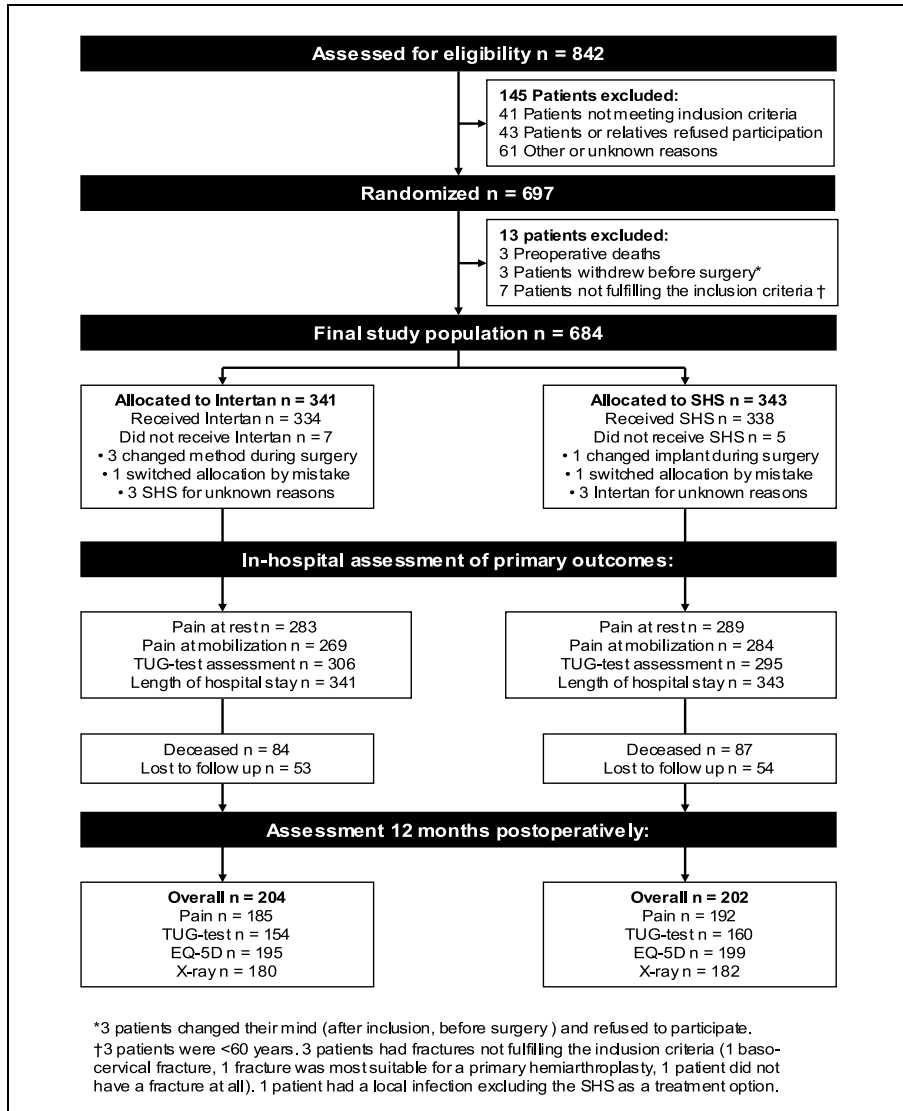 Assessed for eligibility n = 842
145 Patients excluded:
41 Patients not meeting inclusion criteria
43 Patients or relatives refused participation
61 Other or unknown reasons
Randomized n = 697
13 patients excluded:
3 Preoperative deaths
3 Patients withdrew before surgery*
7 Patients not fulfilling the inclusion criteria †
Final study population n = 684
Allocated to Intertan n = 341
Received Intertan n = 334
Did not receive Intertan n = 7
• 3 changed method during surgery
• 1 switched allocation by mistake
• 3 SHS for unknown reasons
Allocated to SHS n = 343
Received SHS n = 338
Did not receive SHS n = 5
• 1 changed implant during surgery
• 1 switched allocation by mistake
• 3 Intertan for unknown reasons
In-hospital assessment of primary outcomes:
Pain at rest n = 283
Pain at mobilization n = 269
TUG-test assessment n = 306
Length of hospital stay n = 341
Pain at rest n = 289
Pain at mobilization n = 284
TUG-test assessment n = 295
Length of hospital stay n = 343
Deceased n = 84
Lost to follow up n = 53
Deceased n = 87
Lost to follow up n = 54
Assessment 12 months postoperatively:
Overall n = 204
Pain n = 185
TUG-test n = 154
EQ-5D n = 195
X-ray n = 180
Overall n = 202
Pain n = 192
TUG-test n = 160
EQ-5D n = 199
X-ray n = 182
*3 patients changed their mind (after inclusion, before surgery ) and refused to participate.
†3 patients were <60 years. 3 patients had fractures not fulfilling the inclusion criteria (1 baso-
cervical fracture, 1 fracture was most suitable for a primary hemiarthroplasty, 1 patient did not
have a fracture at all). 1 patient had a local infection excluding the SHS as a treatment option.